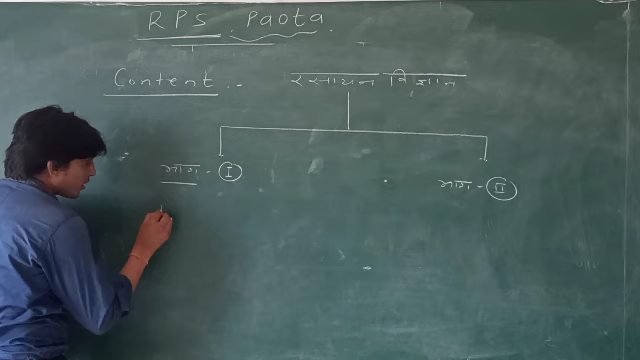 RPS Paota
Content :- रसायन विज्ञान
भाग - I
भाग - II